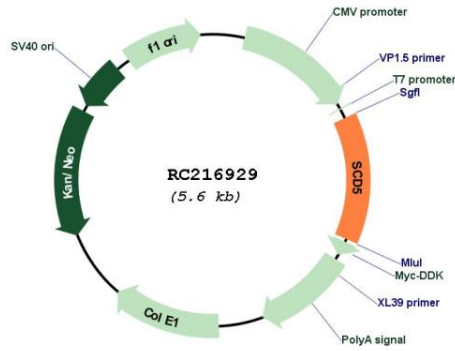 CMV promoter
VP1.5 primer
T7 promoter
SgfI
SCD5
MluI
Myc-DDK
XL39 primer
PolyA signal
Col E1
Kan/ Neo
SV40 ori
f1 ori
RC216929
(5.6 kb)